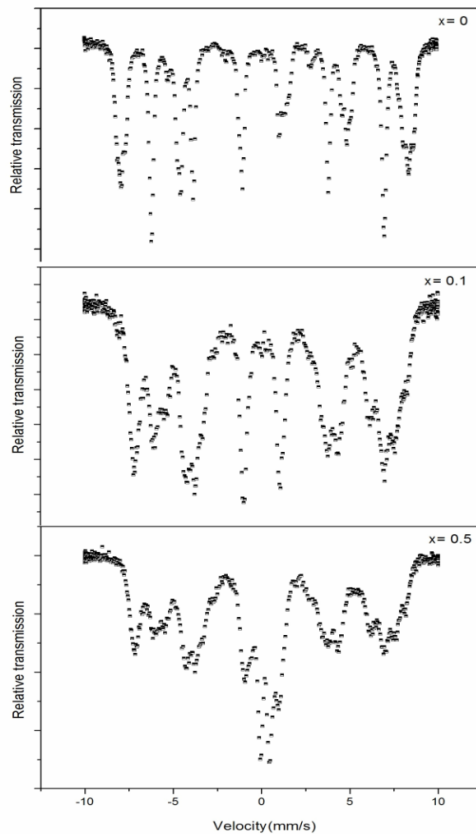 x= 0
Relative transmission
x= 0.1
Relative transmission
x= 0.5
Relative transmission
-10 -5 0 5 10
Velocity(mm/s)